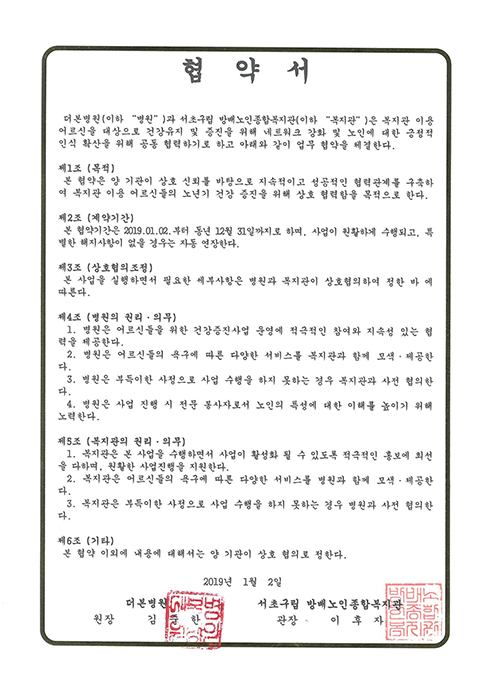 협 약 서
더본병원(이하 "병원")과 서초구립 방배노인종합복지관(이하 "복지관")은 복지관 이용
어르신을 대상으로 건강유지 및 증진을 위해 네트워크 강화 및 노인에 대한 긍정적
인식 확산을 위해 공동 협력하기로 하고 아래와 같이 업무 협약을 체결한다.
제1조 (목적)
본 협약은 양 기관이 상호 신뢰를 바탕으로 지속적이고 성공적인 협력관계를 구축하
여 복지관 이용 어르신들의 노년기 건강 증진을 위해 상호 협력함을 목적으로 한다.
제2조 (계약기간)
본 협약기간은 2019.01.02.부터 동년 12월 31일까지로 하며, 사업이 원활하게 수행되고, 특
별한 해지사항이 없을 경우는 자동 연장한다.
제3조 (상호협의조정)
본 사업을 실행하면서 필요한 세부사항은 병원과 복지관이 상호협의하여 정한 바 에
따른다.
제4조 (병원의 권리·의무)
1. 병원은 어르신들을 위한 건강증진사업 운영에 적극적인 참여와 지속성 있는 협
력을 제공한다.
2. 병원은 어르신들의 욕구에 따른 다양한 서비스를 복지관과 함께 모색·제공한
다.
3. 병원은 부득이한 사정으로 사업 수행을 하지 못하는 경우 복지관과 사전 협의한
다.
4. 병원은 사업 진행 시 전문 봉사자로서 노인의 특성에 대한 이해를 높이기 위해
노력한다.
제5조 (복지관의 권리·의무)
1. 복지관은 본 사업을 수행하면서 사업이 활성화 될 수 있도록 적극적인 홍보에 최선
을 다하며, 원활한 사업진행을 지원한다.
2. 복지관은 어르신들의 욕구에 따른 다양한 서비스를 병원과 함께 모색·제공한
다.
3. 복지관은 부득이한 사정으로 사업 수행을 하지 못하는 경우 병원과 사전 협의한
다.
제6조 (기타)
본 협약 이외에 내용에 대해서는 양 기관이 상호 협의로 정한다.
2019년 1월 2일
더본병원 서초구립 방배노인종합복지관
원장 김 준 한 관장 이 후 자